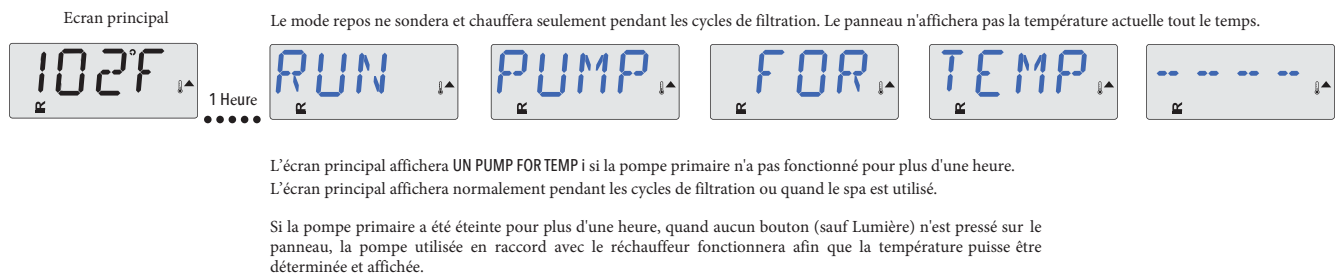 Ecran principal
Le mode repos ne sondera et chauffera seulement pendant les cycles de filtration. Le panneau n'affichera pas la température actuelle tout le temps.
102°F
R
1 Heure
RUN
R
PUMP
R
FOR
R
TEMP
R
-- -- -- --
R
L'écran principal affichera UN PUMP FOR TEMP i si la pompe primaire n'a pas fonctionné pour plus d'une heure.
L'écran principal affichera normalement pendant les cycles de filtration ou quand le spa est utilisé.
Si la pompe primaire a été éteinte pour plus d'une heure, quand aucun bouton (sauf Lumière) n'est pressé sur le
panneau, la pompe utilisée en raccord avec le réchauffeur fonctionnera afin que la température puisse être
déterminée et affichée.